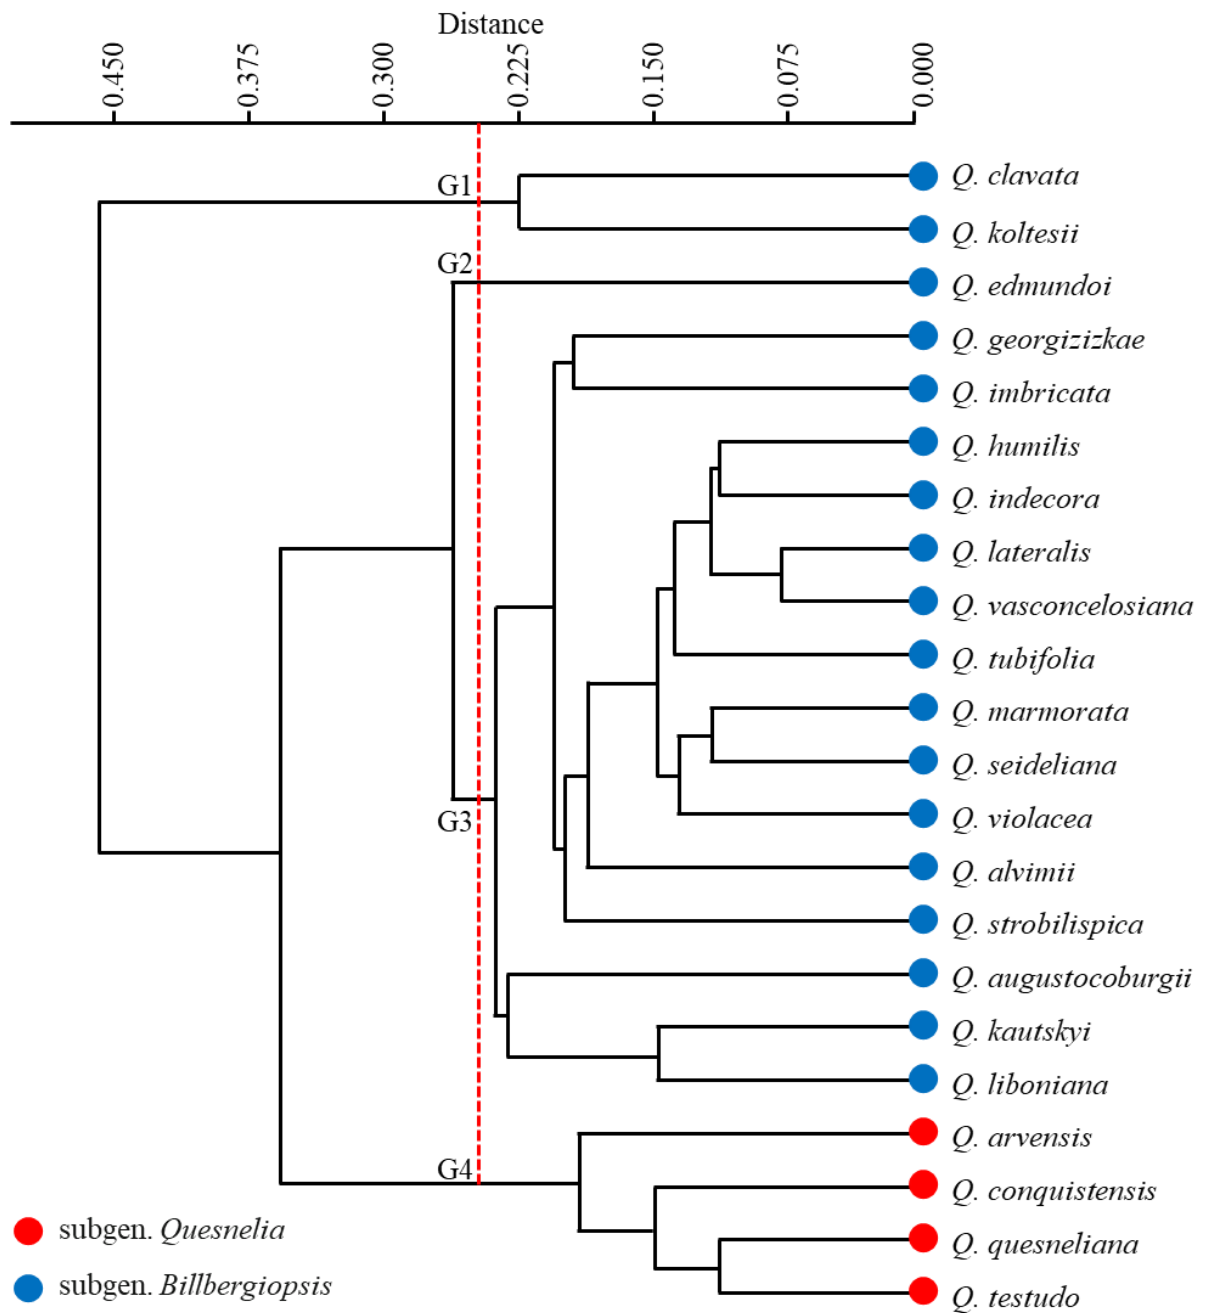 Distance
0.450
0.375
0.300
0.225
0.150
0.075
0.000
G1
Q. clavata
Q. koltesii
G2
Q. edmundoi
Q. georgizizkae
Q. imbricata
Q. humilis
Q. indecora
Q. lateralis
Q. vasconcelosiana
Q. tubifolia
Q. marmorata
Q. seideliana
G3
Q. violacea
Q. alvimii
Q. strobilispica
Q. augustocoburgii
Q. kautskyi
Q. liboniana
Q. arvensis
G4
Q. conquistensis
Q. quesneliana
Q. testudo
subgen. Quesnelia
subgen. Billbergiopsis